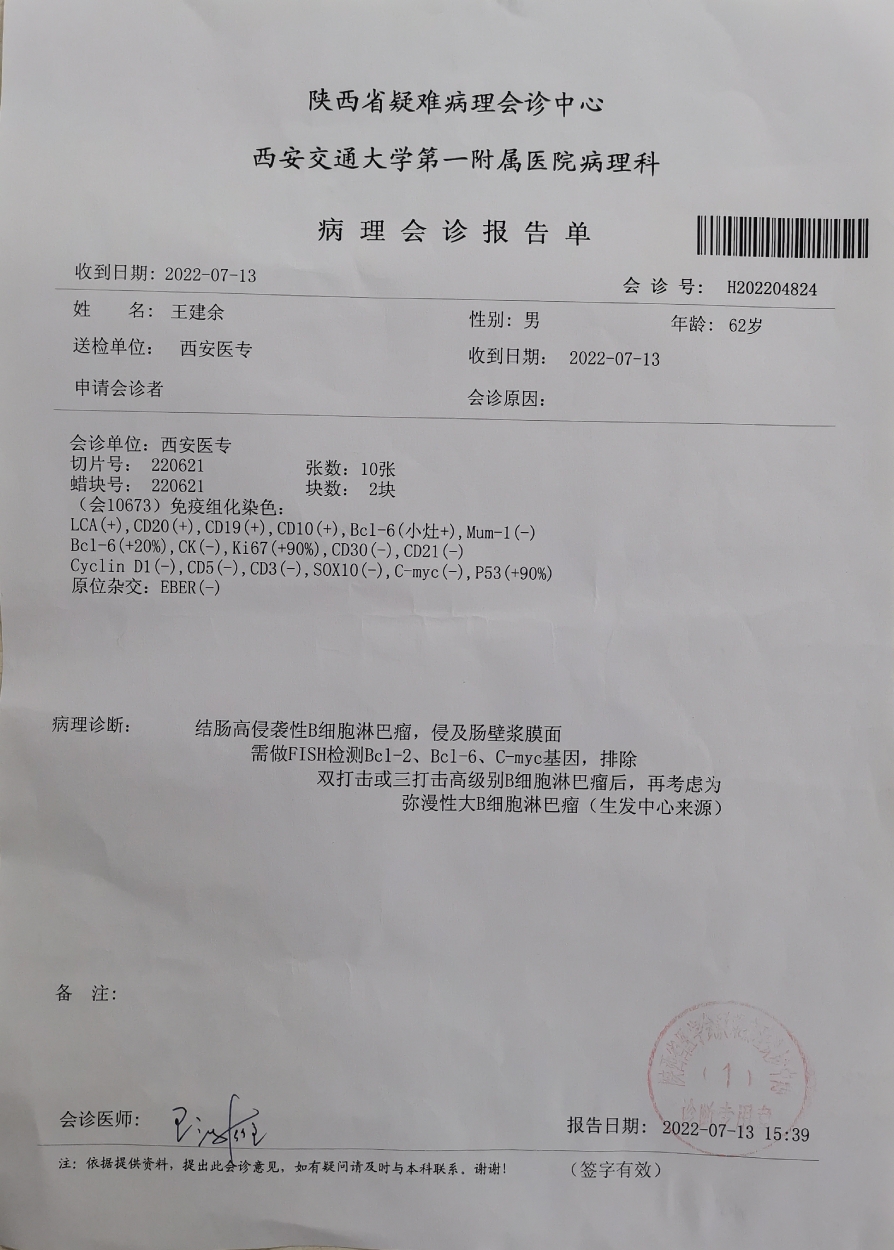 陕西省疑难病理会诊中心
西安交通大学第一附属医院病理科
病理会诊报告单
收到日期: 2022-07-13
会诊号: H202204824
姓 名: 王建余 性别: 男 年龄: 62岁
送检单位: 西安医专 收到日期: 2022-07-13
申请会诊者 会诊原因:
会诊单位: 西安医专
切片号: 220621 张数: 10张
蜡块号: 220621 块数: 2块
(会10673)免疫组化染色:
LCA(+),CD20(+),CD19(+),CD10(+),Bcl-6(小灶+),Mum-1(-)
Bcl-6(+20%),CK(-),Ki67(+90%),CD30(-),CD21(-)
Cyclin D1(-),CD5(-),CD3(-),SOX10(-),C-myc(-),P53(+90%)
原位杂交: EBER(-)
病理诊断: 结肠高侵袭性B细胞淋巴瘤，侵及肠壁浆膜面
需做FISH检测Bcl-2、Bcl-6、C-myc基因，排除
双打击或三打击高级别B细胞淋巴瘤后，再考虑为
弥漫性大B细胞淋巴瘤（生发中心来源）
备 注:
会诊医师:
(1)
报告日期: 2022-07-13 15:39
注: 依据提供资料, 提出此会诊意见, 如有疑问请及时与本科联系. 谢谢!
(签字有效)